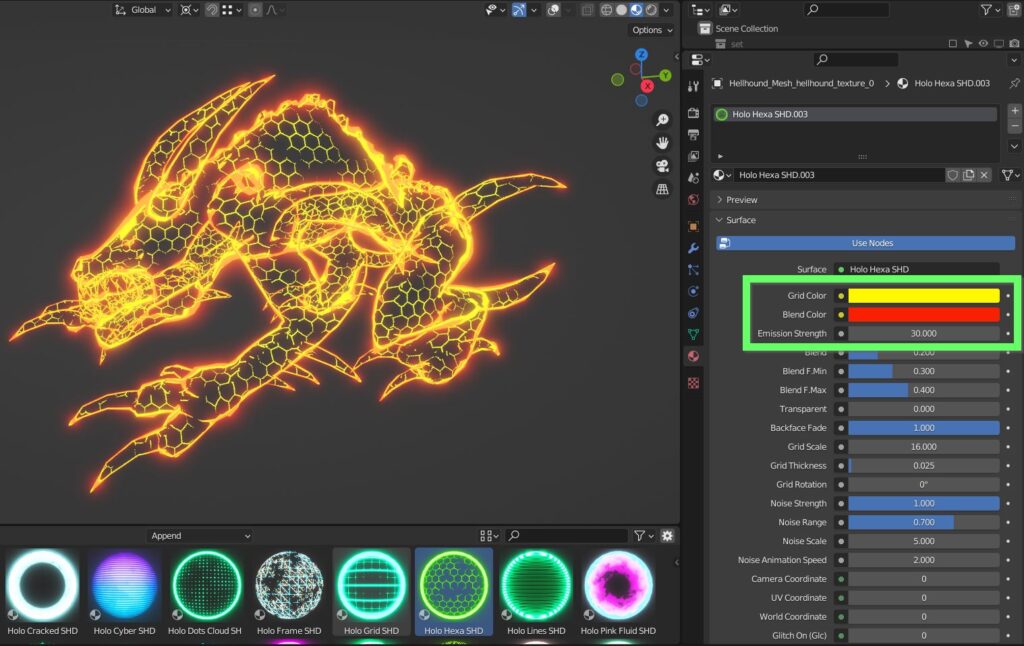 Global
Options
Z
Y
X
Scene Collection
set
Hellhound_Mesh_hellhound_texture_0
Holo Hexa SHD.003
Holo Hexa SHD.003
Holo Hexa SHD.003
Preview
Surface
Use Nodes
Surface Holo Hexa SHD
Grid Color
Blend Color
Emission Strength 30.000
Blend 0.200
Blend F.Min 0.300
Blend F.Max 0.400
Transparent 0.000
Backface Fade 1.000
Grid Scale 16.000
Grid Thickness 0.025
Grid Rotation 0°
Noise Strength 1.000
Noise Range 0.700
Noise Scale 5.000
Noise Animation Speed 2.000
Camera Coordinate 0
UV Coordinate 0
World Coordinate 0
Glitch On (Glc) 0
Append
Holo Cracked SHD
Holo Cyber SHD
Holo Dots Cloud SH
Holo Frame SHD
Holo Grid SHD
Holo Hexa SHD
Holo Lines SHD
Holo Pink Fluid SHD